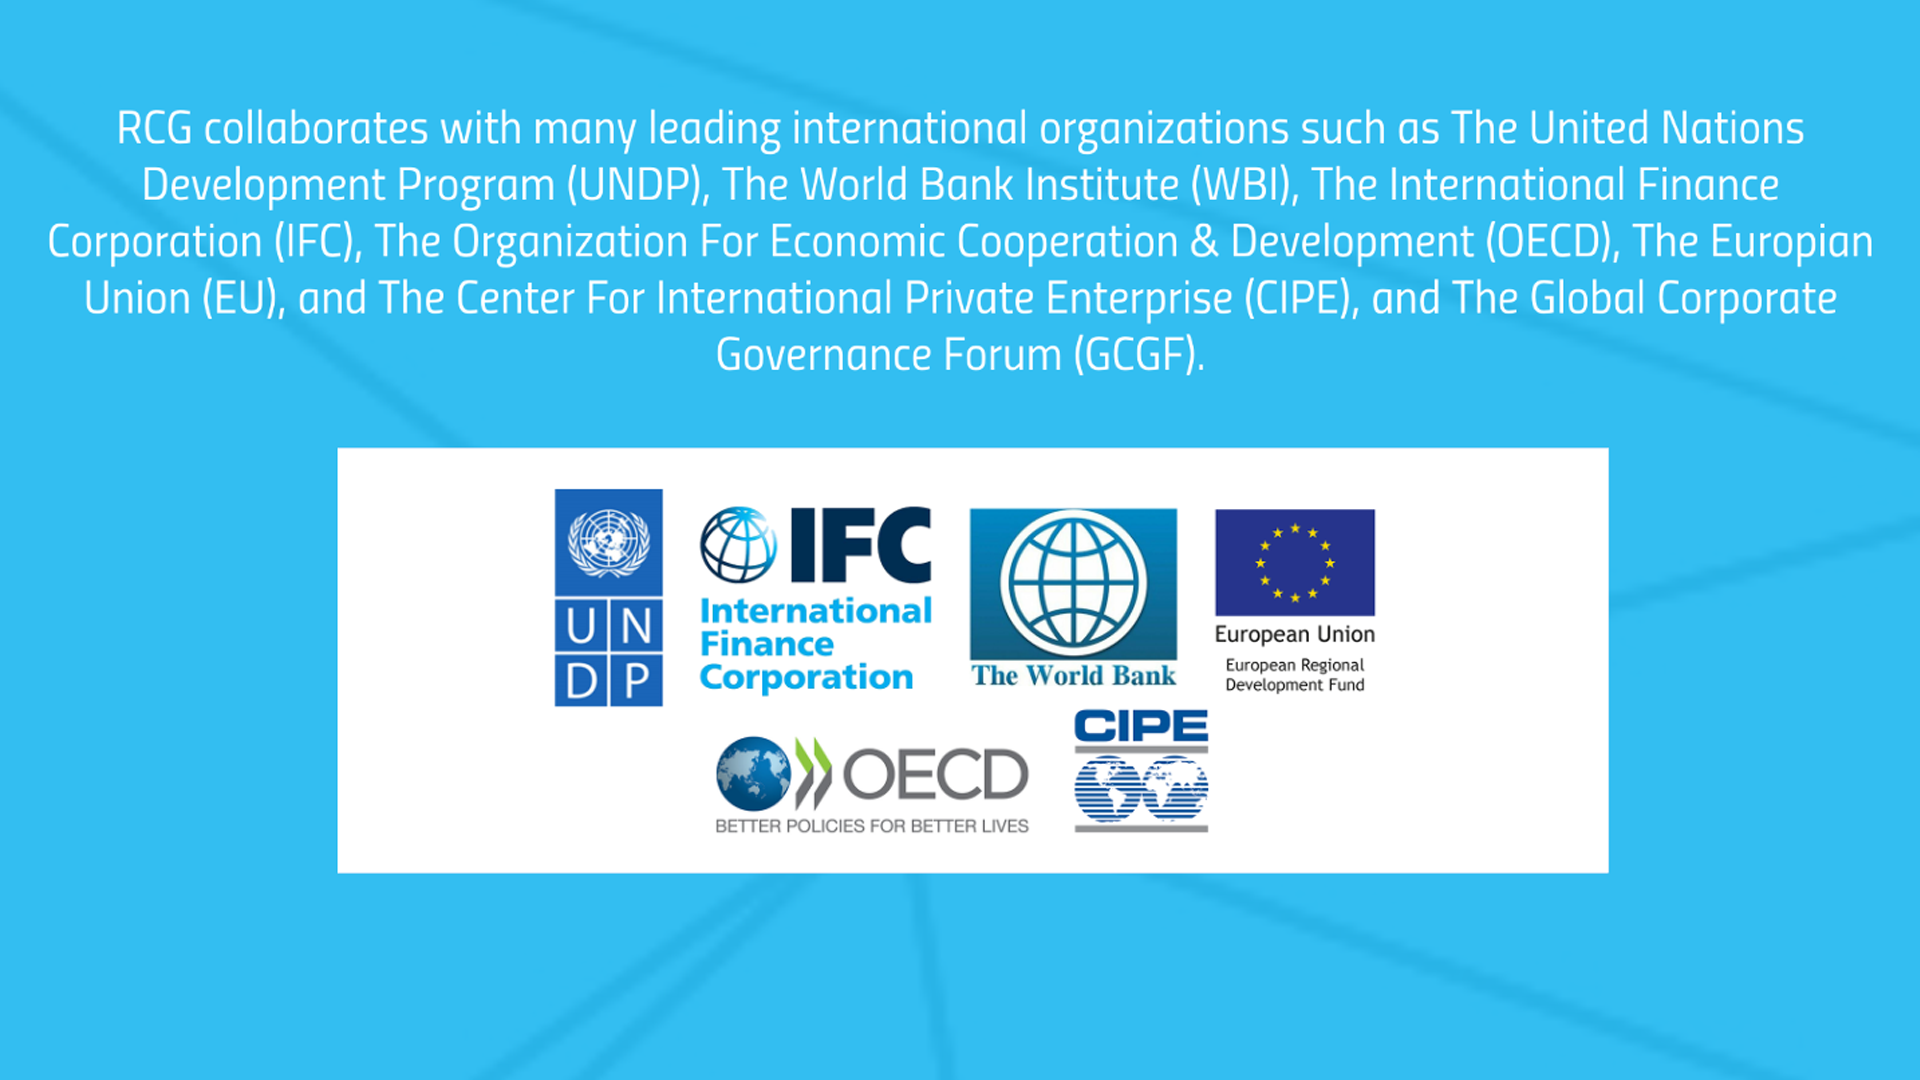 RCG collaborates with many leading international organizations such as The United Nations
Development Program (UNDP), The World Bank Institute (WBI), The International Finance
Corporation (IFC), The Organization For Economic Cooperation & Development (OECD), The Europian
Union (EU), and The Center For International Private Enterprise (CIPE), and The Global Corporate
Governance Forum (GCGF).
UN
DP
IFC
International
Finance
Corporation
The World Bank
European Union
European Regional
Development Fund
OECD
BETTER POLICIES FOR BETTER LIVES
CIPE